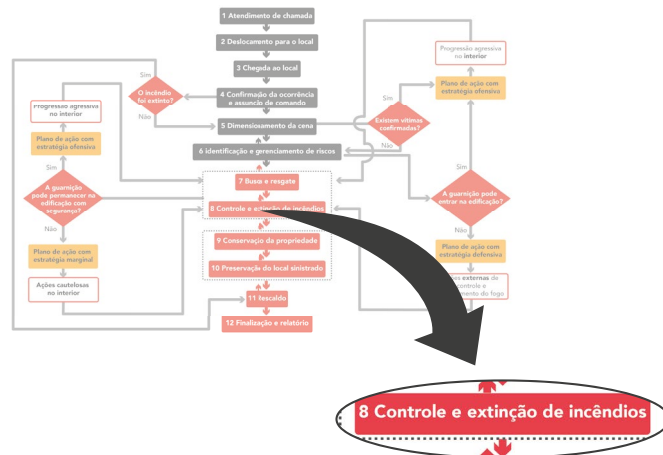 1 Atendimento de chamada
2 Deslocamento para o local
3 Chegada ao local
4 Confirmação da ocorrência
e assunção de comando
5 Dimensionamento da cena
6 Identificação e gerenciamento de riscos
7 Busca e resgate
8 Controle e extinção de incêndios
9 Conservação da propriedade
10 Preservação do local sinistrado
11 Rescaldo
12 Finalização e relatório
Sim
O incêndio
foi extinto?
Não
Progressão agressiva
no interior
Plano de ação com
estratégia ofensiva
Sim
A guarnição
pode permanecer na
edificação com
segurança?
Não
Plano de ação com
estratégia marginal
Ações cautelosas
no interior
Progressão agressiva
no interior
Sim
Plano de ação com
estratégia ofensiva
Existem vítimas
confirmadas?
Não
Sim
A guarnição pode
entrar na edificação?
Não
Plano de ação com
estratégia defensiva
externas de
controle e
do fogo
8 Controle e extinção de incêndios